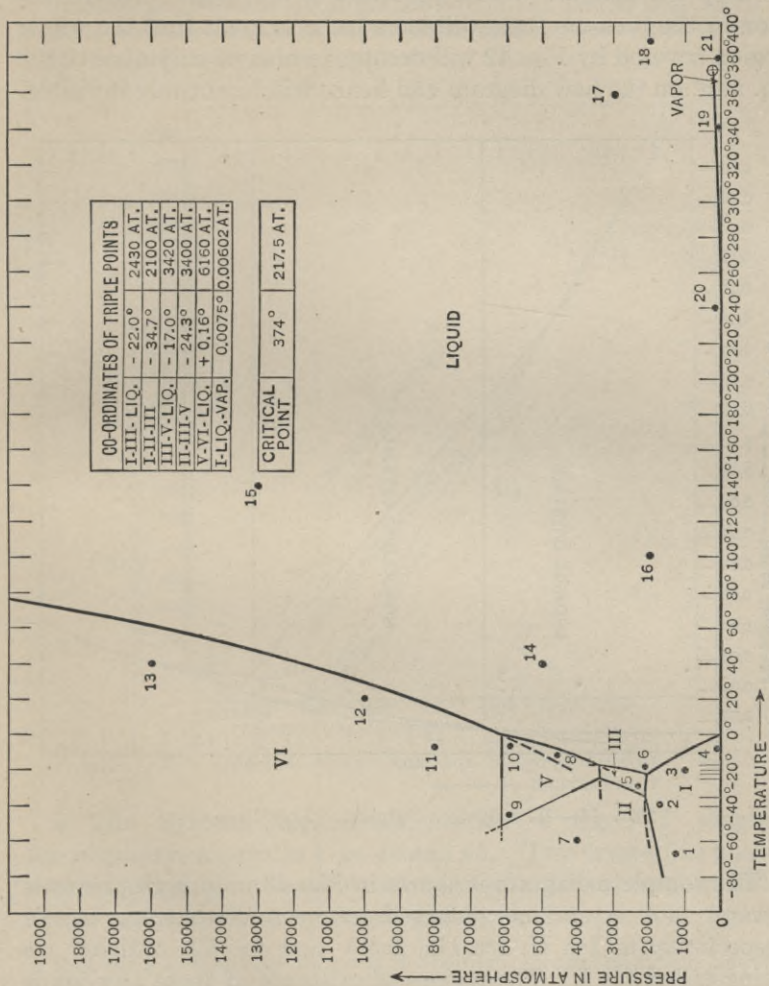 CO-ORDINATES OF TRIPLE POINTS
I-III-LIQ. - 22.0° 2430 AT.
I-II-III - 34.7° 2100 AT.
III-V-LIQ. - 17.0° 3420 AT.
II-III-V - 24.3° 3400 AT.
V-VI-LIQ. + 0.16° 6160 AT.
I-LIQ.-VAP. 0.0075° 0.00602 AT.
CRITICAL POINT 374° 217.5 AT.
PRESSURE IN ATMOSPHERE
19000
18000
17000
16000
15000
14000
13000
12000
11000
10000
9000
8000
7000
6000
5000
4000
3000
2000
1000
0
13
12
VI
11
10
9
V
8
7
III
II
5
6
I
4
3
2
1
14
15
16
LIQUID
17
18
VAPOR
19
20
21
-80° -60° -40° -20° 0° 20° 40° 60° 80° 100° 120° 140° 160° 180° 200° 220° 240° 260° 280° 300° 320° 340° 360° 380° 400°
TEMPERATURE